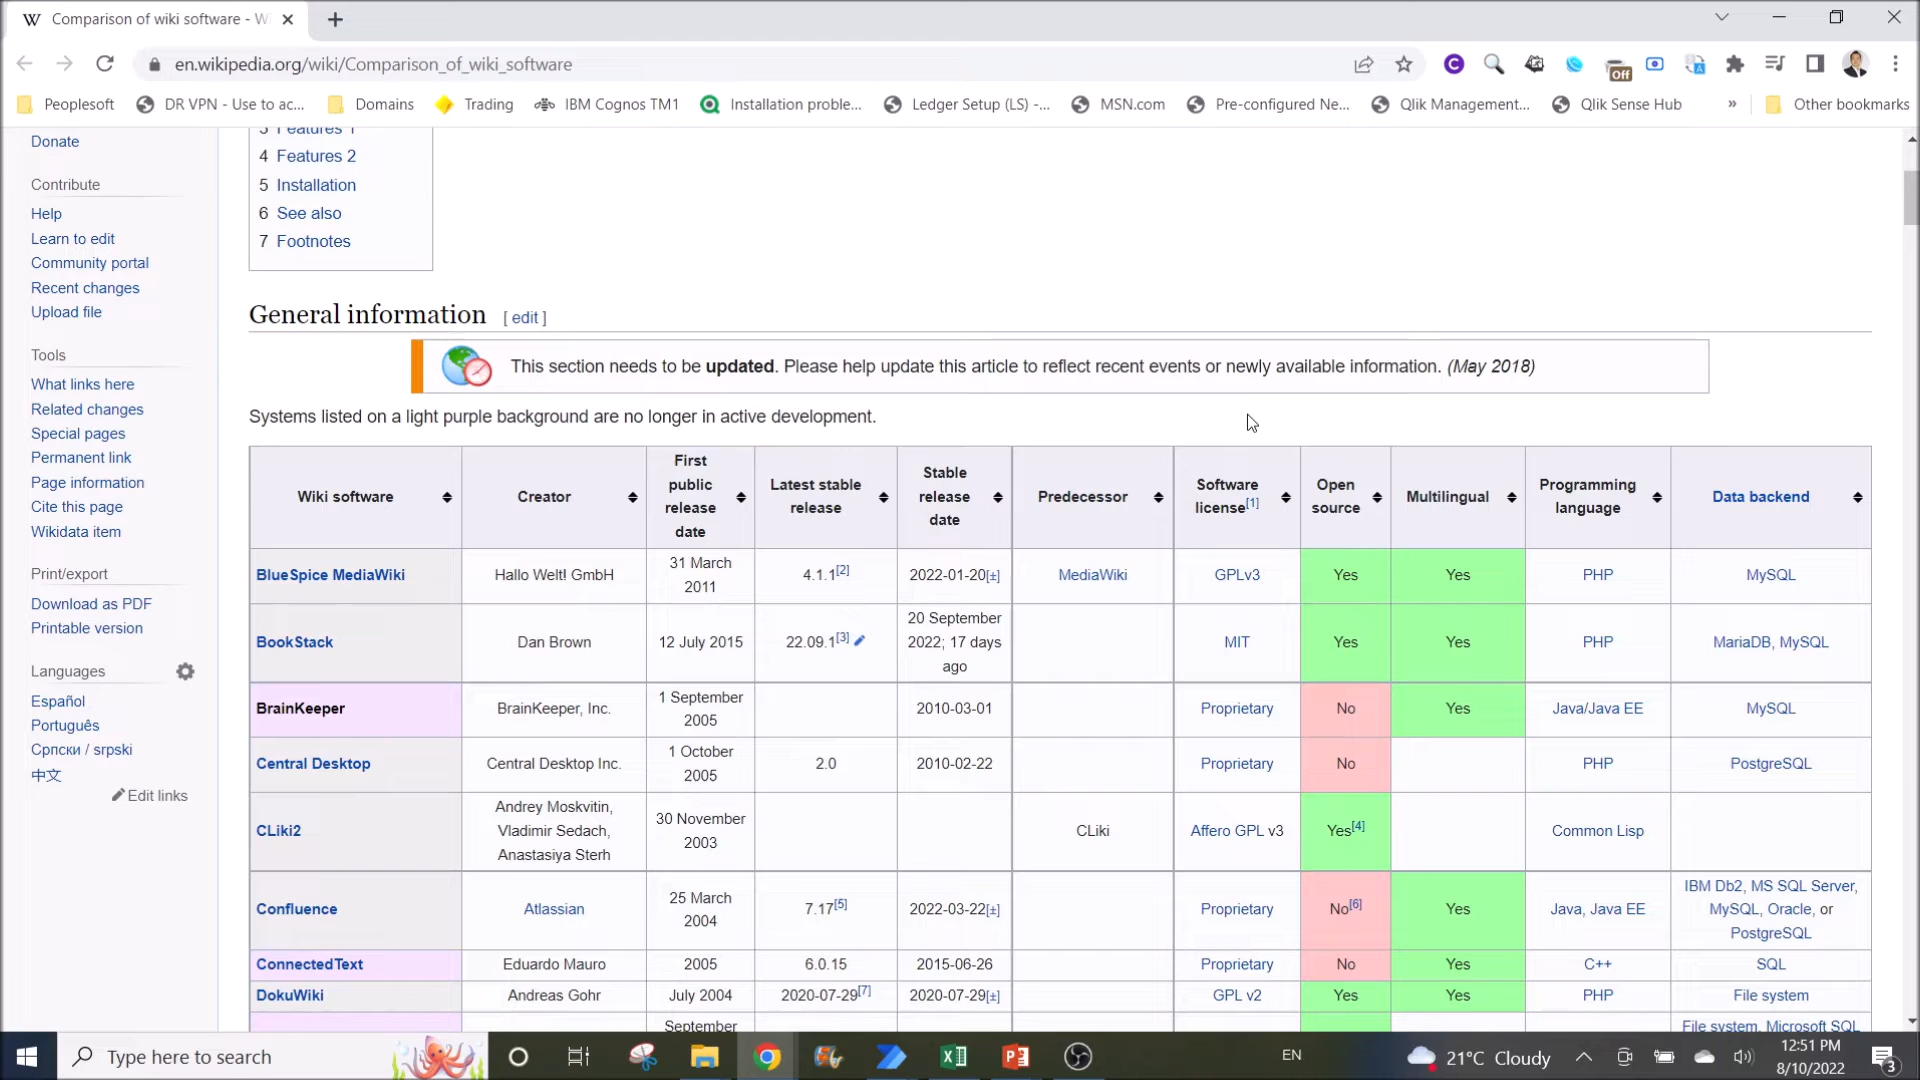 Comparison of wiki software - W
en.wikipedia.org/wiki/Comparison_of_wiki_software
Off
Peoplesoft
DR VPN - Use to ac...
Domains
Trading
IBM Cognos TM1
Installation proble...
Ledger Setup (LS) -...
MSN.com
Pre-configured Ne...
Qlik Management...
Qlik Sense Hub
»
Other bookmarks
Donate
Contribute
Help
Learn to edit
Community portal
Recent changes
Upload file
Tools
What links here
Related changes
Special pages
Permanent link
Page information
Cite this page
Wikidata item
Print/export
Download as PDF
Printable version
Languages
Español
Português
Српски / srpski
中文
Edit links
3 Features 1
4 Features 2
5 Installation
6 See also
7 Footnotes
General information [ edit ]
This section needs to be updated. Please help update this article to reflect recent events or newly available information. (May 2018)
Systems listed on a light purple background are no longer in active development.
Wiki software
Creator
First public release date
Latest stable release
Stable release date
Predecessor
Software license[1]
Open source
Multilingual
Programming language
Data backend
BlueSpice MediaWiki Hallo Welt! GmbH 31 March 2011 4.1.1[2] 2022-01-20[±] MediaWiki GPLv3 Yes Yes PHP MySQL
BookStack Dan Brown 12 July 2015 22.09.1[3] 20 September 2022; 17 days ago MIT Yes Yes PHP MariaDB, MySQL
BrainKeeper BrainKeeper, Inc. 1 September 2005 2010-03-01 Proprietary No Yes Java/Java EE MySQL
Central Desktop Central Desktop Inc. 1 October 2005 2.0 2010-02-22 Proprietary No PHP PostgreSQL
CLiki2 Andrey Moskvitin, Vladimir Sedach, Anastasiya Sterh 30 November 2003 CLiki Affero GPL v3 Yes[4] Common Lisp
Confluence Atlassian 25 March 2004 7.17[5] 2022-03-22[±] Proprietary No[6] Yes Java, Java EE IBM Db2, MS SQL Server, MySQL, Oracle, or PostgreSQL
ConnectedText Eduardo Mauro 2005 6.0.15 2015-06-26 Proprietary No Yes C++ SQL
DokuWiki Andreas Gohr July 2004 2020-07-29[7] 2020-07-29[±] GPL v2 Yes Yes PHP File system
September File system, Microsoft SQL
Type here to search
EN
21°C Cloudy
12:51 PM
8/10/2022
3